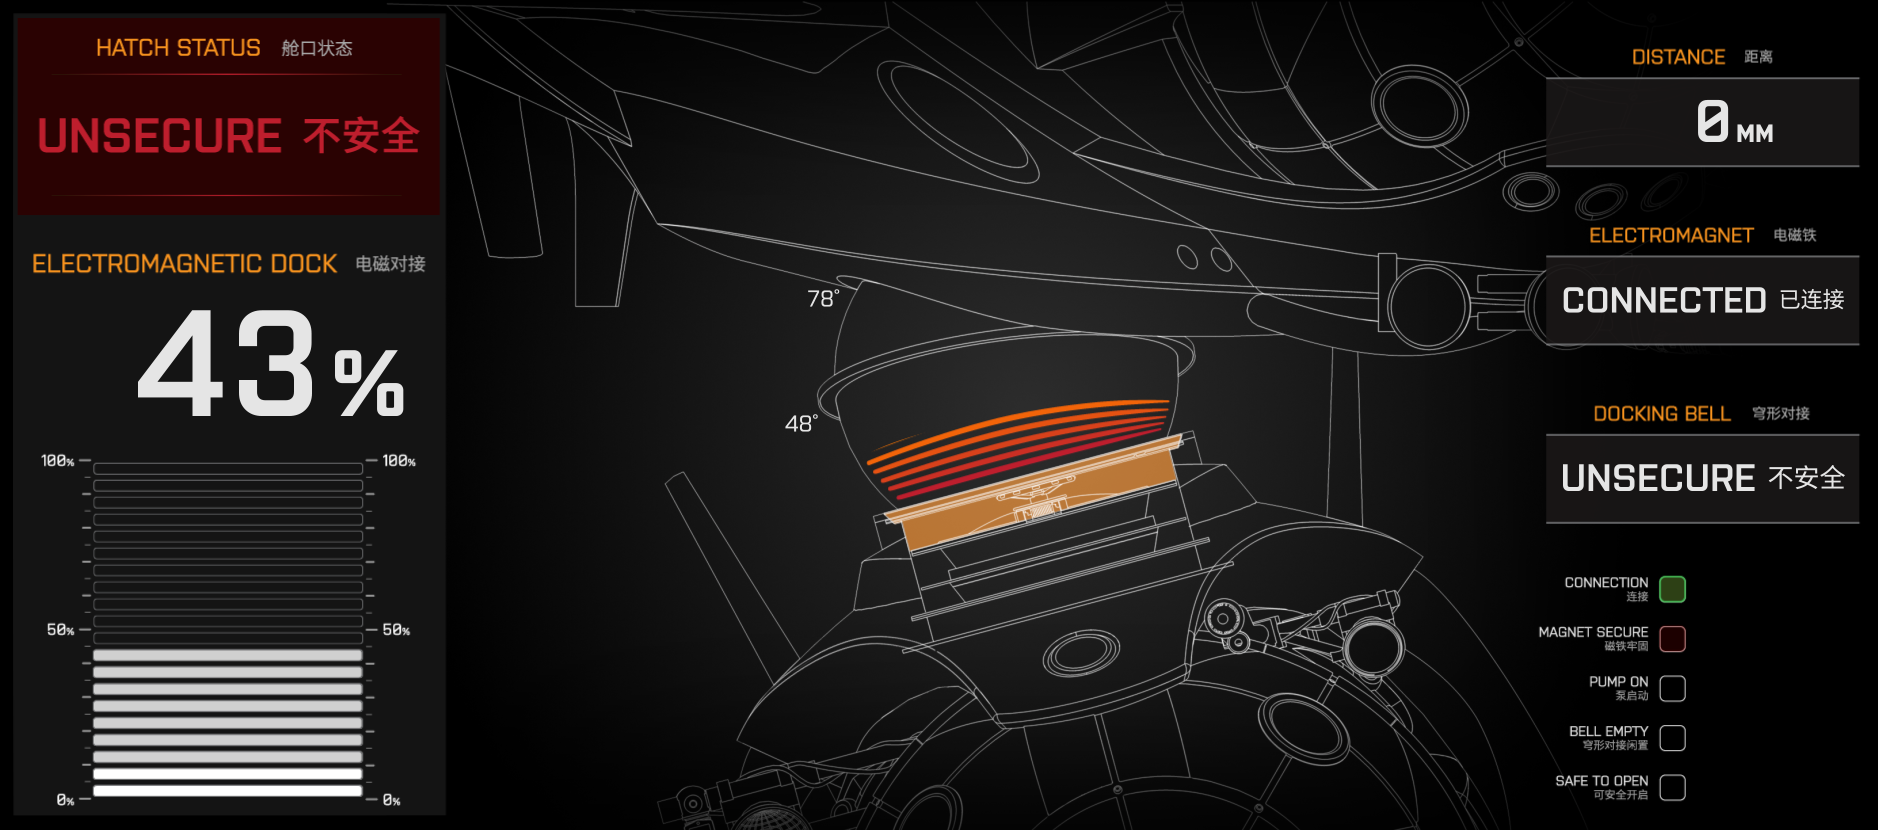 HATCH STATUS 舱口状态
UNSECURE 不安全
ELECTROMAGNETIC DOCK 电磁对接
43%
100% 100%
50% 50%
0% 0%
78°
48°
DISTANCE 距离
0 MM
ELECTROMAGNET 电磁铁
CONNECTED 已连接
DOCKING BELL 穹形对接
UNSECURE 不安全
CONNECTION
连接
MAGNET SECURE
磁铁牢固
PUMP ON
泵启动
BELL EMPTY
穹形对接闲置
SAFE TO OPEN
可安全开启